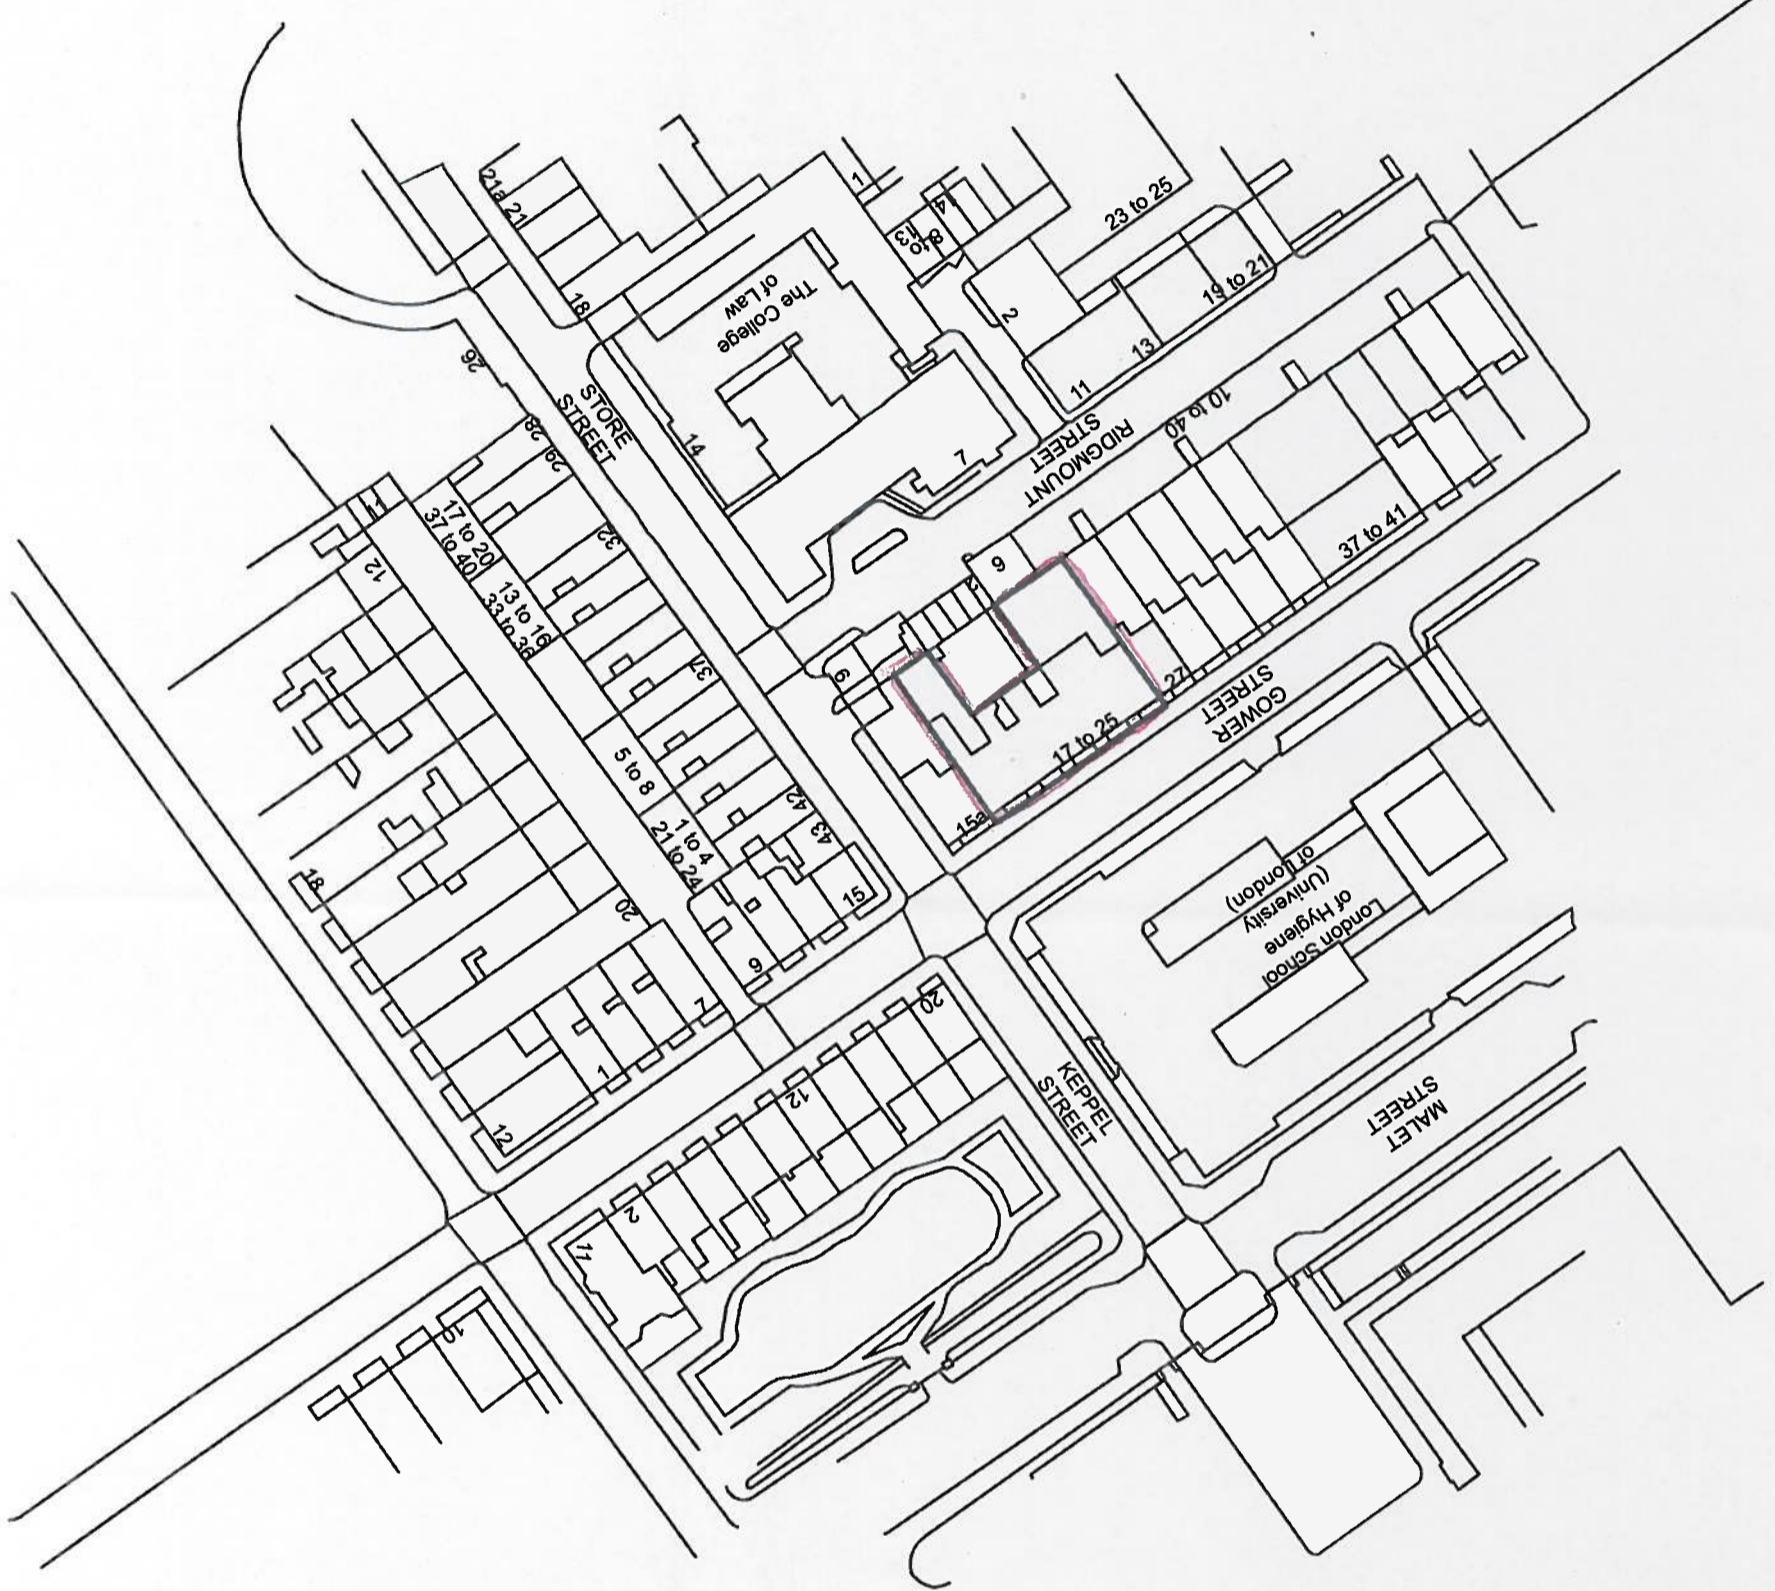 21a
21
18
The College
of Law
1
14
8 to
13
23 to 25
2
19 to 21
13
11
26
STORE
STREET
14
7
RIDGMOUNT
STREET
10 to 40
28
29
32
11
12
17 to 20
37 to 40
13 to 16
33 to 36
9
37 to 41
6
37
27
GOWER
STREET
17 to 25
15a
5 to 8
1 to 4
21 to 24
42
43
15
18
20
6
7
1
12
London School
of Hygiene
(University
of London)
20
12
KEPPEL
STREET
MALET
STREET
2
11
10